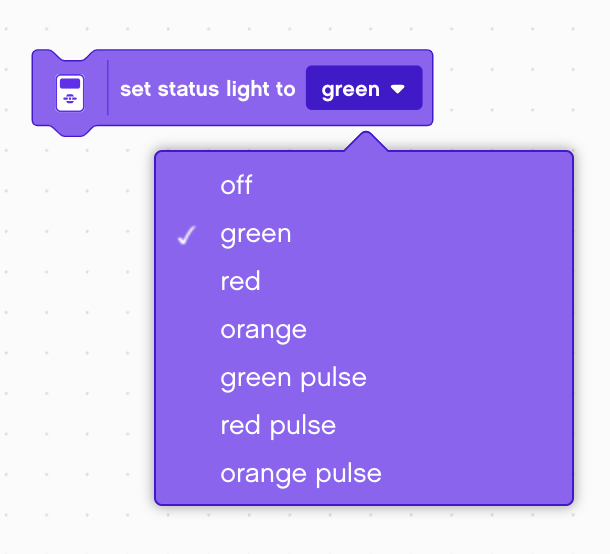 set status light to green
off
green
red
orange
green pulse
red pulse
orange pulse